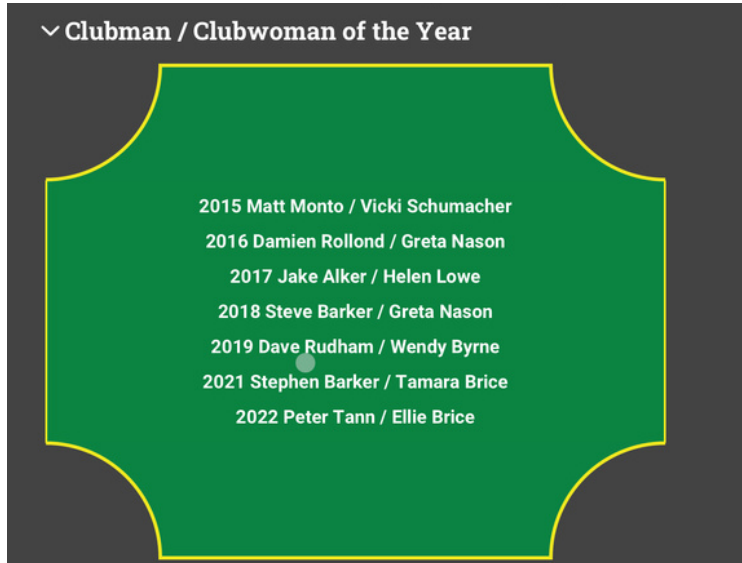 Clubman / Clubwoman of the Year
2015 Matt Monto / Vicki Schumacher
2016 Damien Rollond / Greta Nason
2017 Jake Alker / Helen Lowe
2018 Steve Barker / Greta Nason
2019 Dave Rudham / Wendy Byrne
2021 Stephen Barker / Tamara Brice
2022 Peter Tann / Ellie Brice